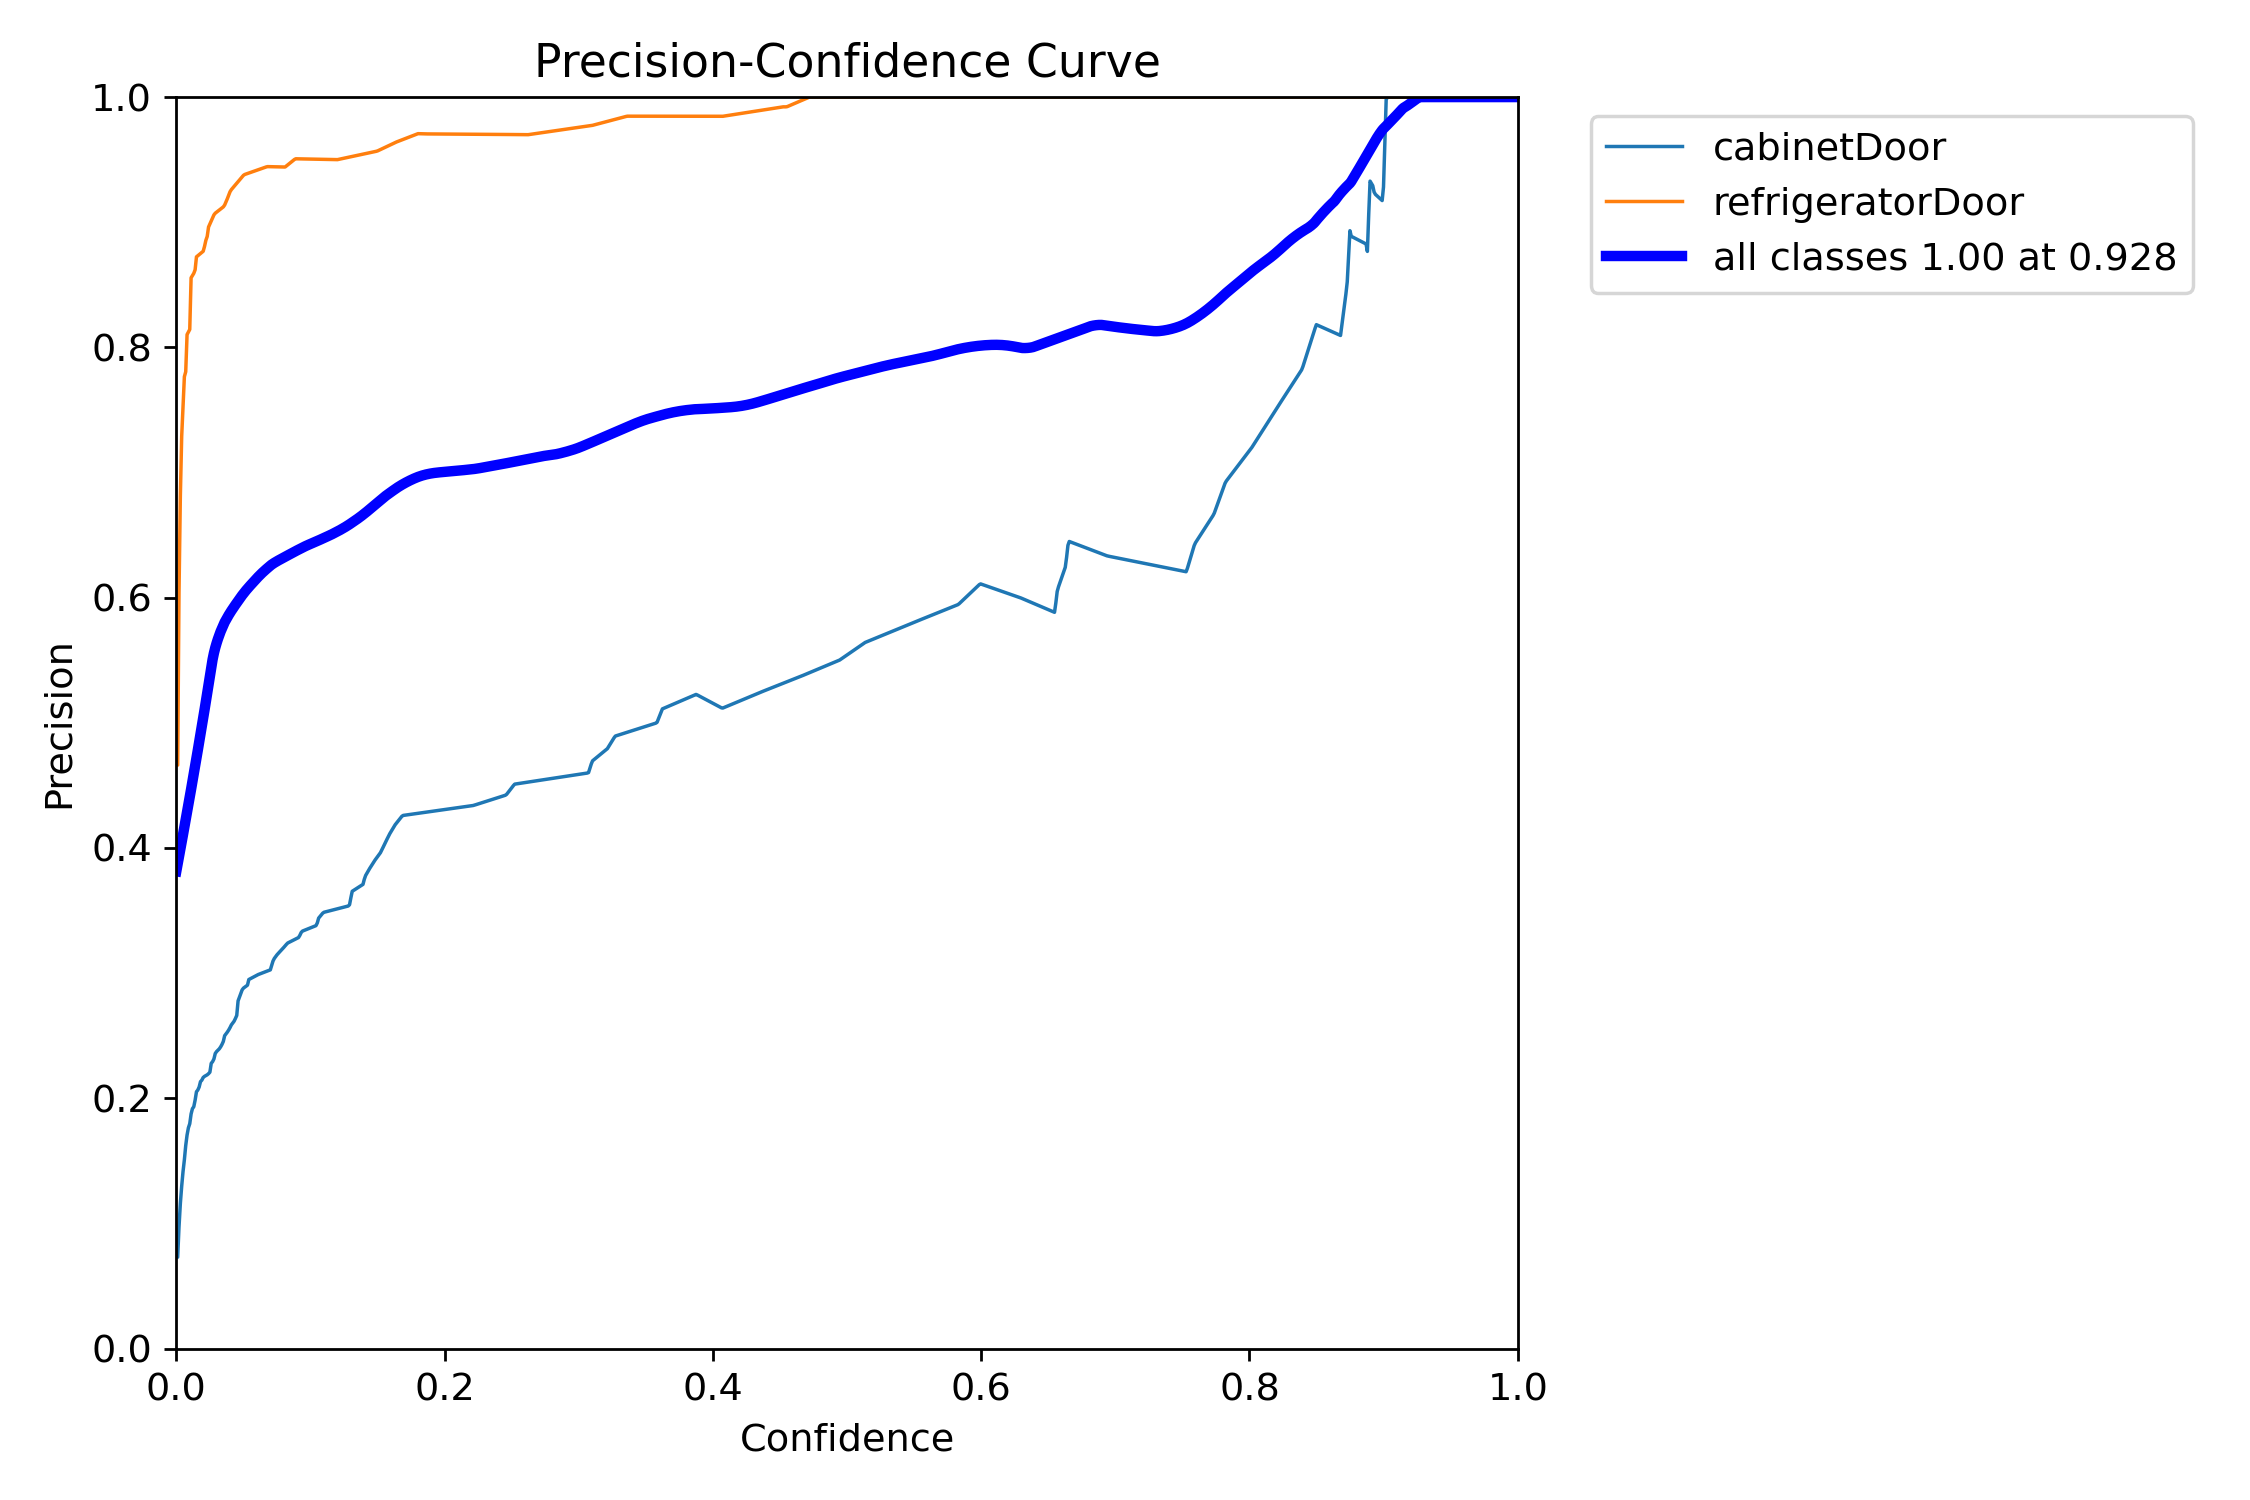 Precision-Confidence Curve
1.0
0.8
0.6
0.4
0.2
0.0
Precision
0.0 0.2 0.4 0.6 0.8 1.0
Confidence
cabinetDoor
refrigeratorDoor
all classes 1.00 at 0.928